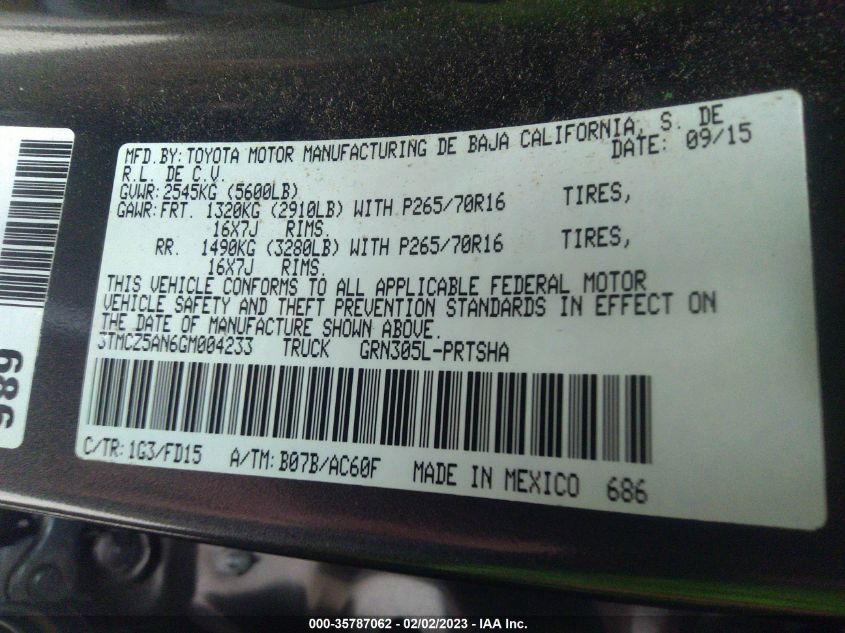 MFD.BY: TOYOTA MOTOR MANUFACTURING DE BAJA CALIFORNIA, S. DE
R.L. DE C.V. DATE: 09/15
GVWR: 2545KG (5600LB)
GAWR: FRT. 1320KG (2910LB) WITH P265/70R16 TIRES,
16X7J RIMS.
RR. 1490KG (3280LB) WITH P265/70R16 TIRES,
16X7J RIMS.
THIS VEHICLE CONFORMS TO ALL APPLICABLE FEDERAL MOTOR
VEHICLE SAFETY AND THEFT PREVENTION STANDARDS IN EFFECT ON
THE DATE OF MANUFACTURE SHOWN ABOVE.
3TMCZ5AN6GM004233 TRUCK GRN305L-PRTSHA
C/TR: 1G3/FD15 A/TM: B07B/AC60F MADE IN MEXICO 686
989
000-35787062 - 02/02/2023 - © IAA Inc.